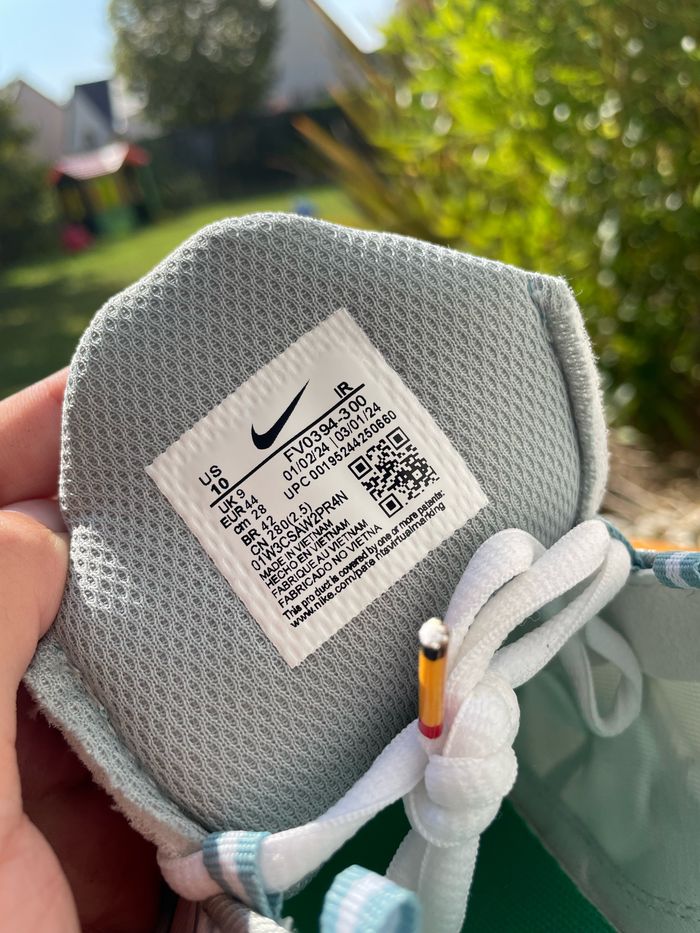 IR
US
10
FV0394-300
01/02/24 | 03/01/24
UPC 00195244250660
UK 9
EUR 44
cm 28
BR 42
CN 280(2.5)
01W3CSAW2PR4N
MADE IN VIETNAM
HECHO EN VIETNAM
FABRIQUE AU VIETNAM
FABRICADO NO VIETNA
This product is covered by one or more patents:
www.nike.com/patentsvirtualmarking